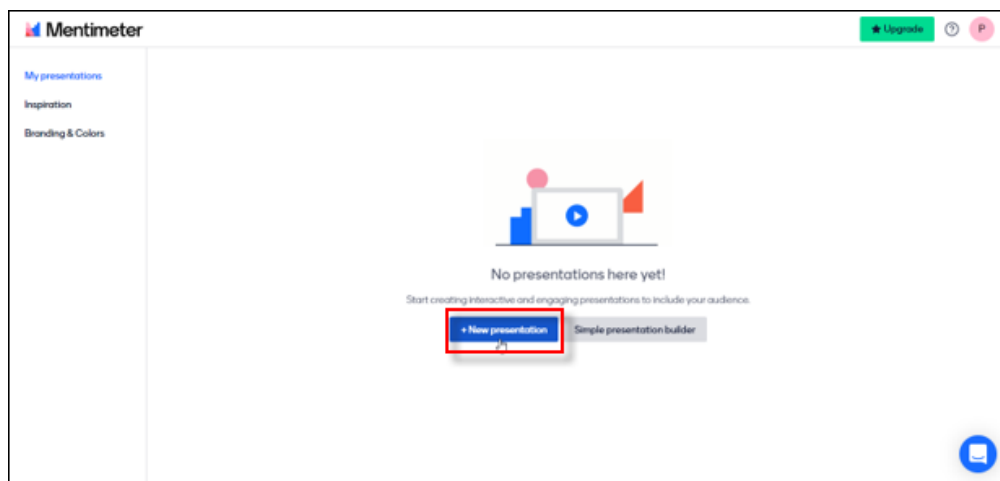 Mentimeter
★ Upgrade
P
My presentations
Inspiration
Branding & Colors
No presentations here yet!
Start creating interactive and engaging presentations to include your audience.
+ New presentation
Simple presentation builder